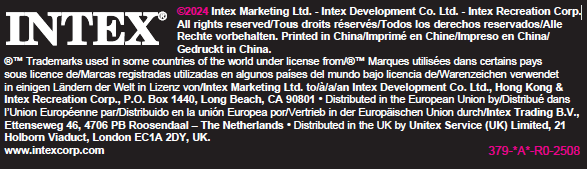 INTEX®
©2024 Intex Marketing Ltd. - Intex Development Co. Ltd. - Intex Recreation Corp.
All rights reserved/Tous droits réservés/Todos los derechos reservados/Alle
Rechte vorbehalten. Printed in China/Imprimé en Chine/Impreso en China/
Gedruckt in China.
®™ Trademarks used in some countries of the world under license from/®™ Marques utilisées dans certains pays
sous licence de/Marcas registradas utilizadas en algunos países del mundo bajo licencia de/Warenzeichen verwendet
in einigen Ländern der Welt in Lizenz von/Intex Marketing Ltd. to/à/a/an Intex Development Co. Ltd., Hong Kong &
Intex Recreation Corp., P.O. Box 1440, Long Beach, CA 90801 • Distributed in the European Union by/Distribué dans
l'Union Européenne par/Distribuido en la unión Europea por/Vertrieb in der Europäischen Union durch/Intex Trading B.V.,
Ettenseweg 46, 4706 PB Roosendaal – The Netherlands • Distributed in the UK by Unitex Service (UK) Limited, 21
Holborn Viaduct, London EC1A 2DY, UK.
www.intexcorp.com 379-*A*-R0-2508